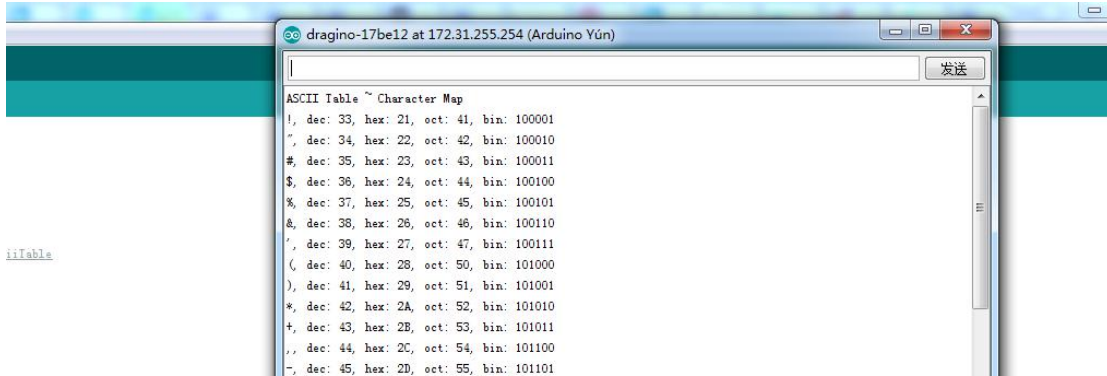 dragino-17be12 at 172.31.255.254 (Arduino Yún)
发送
ASCII Table ~ Character Map
!, dec: 33, hex: 21, oct: 41, bin: 100001
", dec: 34, hex: 22, oct: 42, bin: 100010
#, dec: 35, hex: 23, oct: 43, bin: 100011
$, dec: 36, hex: 24, oct: 44, bin: 100100
%, dec: 37, hex: 25, oct: 45, bin: 100101
&, dec: 38, hex: 26, oct: 46, bin: 100110
', dec: 39, hex: 27, oct: 47, bin: 100111
iiTable
(, dec: 40, hex: 28, oct: 50, bin: 101000
), dec: 41, hex: 29, oct: 51, bin: 101001
*, dec: 42, hex: 2A, oct: 52, bin: 101010
+, dec: 43, hex: 2B, oct: 53, bin: 101011
,, dec: 44, hex: 2C, oct: 54, bin: 101100
-, dec: 45, hex: 2D, oct: 55, bin: 101101